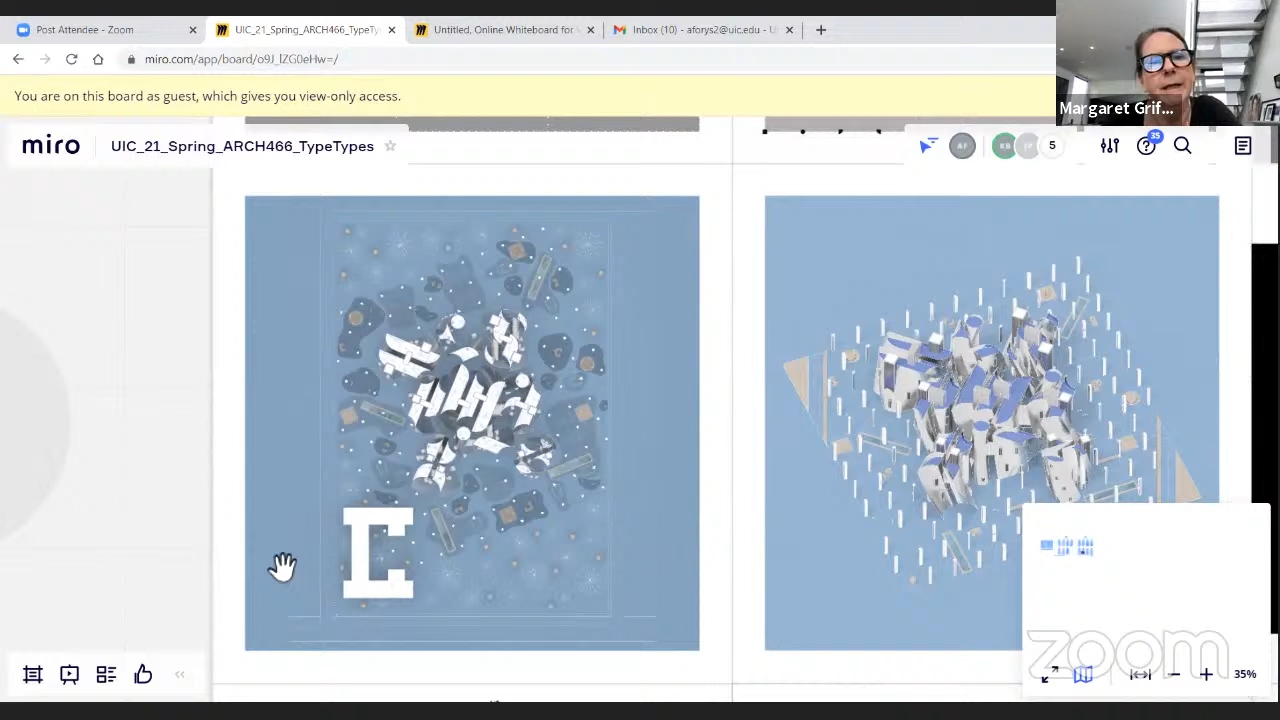 Post Attendee - Zoom
UIC_21_Spring_ARCH466_TypeTy
Untitled, Online Whiteboard for
Inbox (10) - aforys2@uic.edu - U
miro.com/app/board/o9J_lZG0eHw=/
You are on this board as guest, which gives you view-only access.
Margaret Grif...
miro
UIC_21_Spring_ARCH466_TypeTypes
AF
5
35
C
zoom
35%